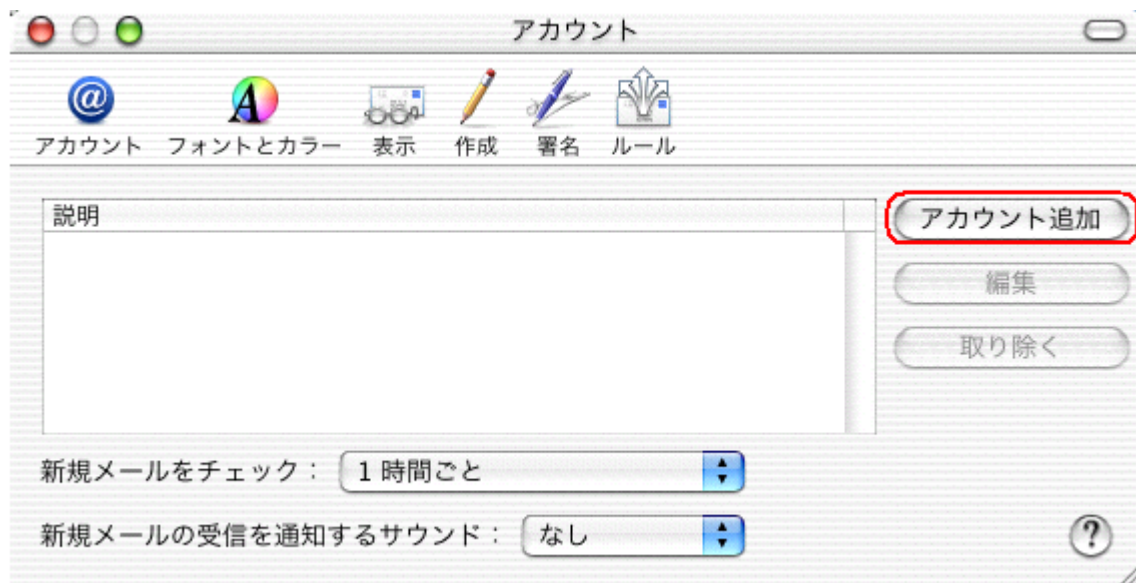 アカウント
アカウント フォントとカラー 表示 作成 署名 ルール
説明
アカウント追加
編集
取り除く
新規メールをチェック： 1 時間ごと
新規メールの受信を通知するサウンド： なし
?